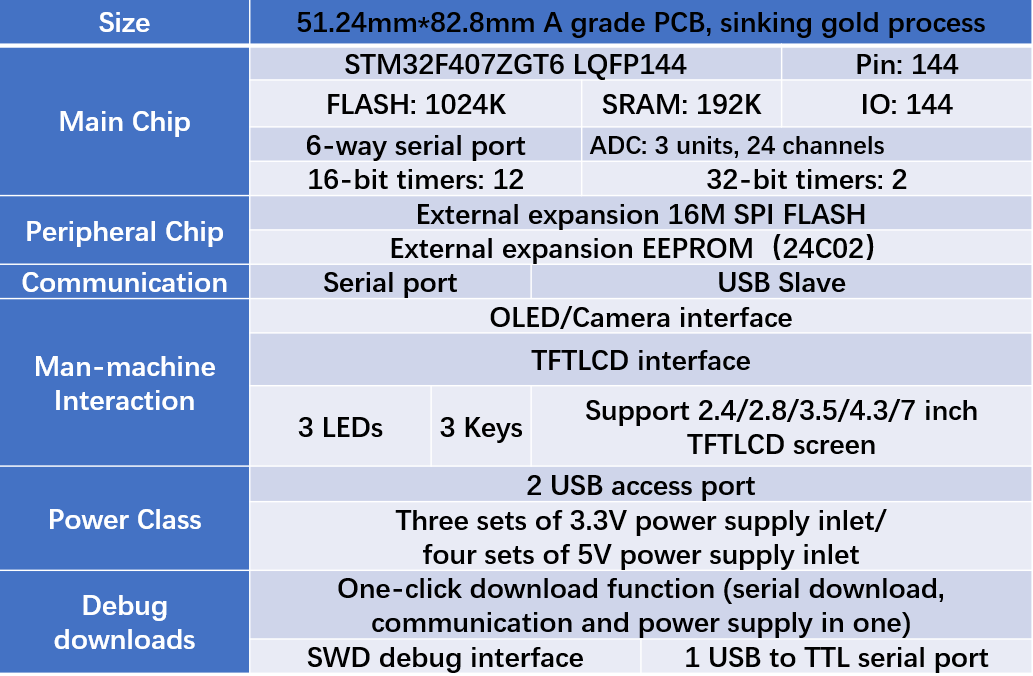 Size
51.24mm*82.8mm A grade PCB, sinking gold process
Main Chip
STM32F407ZGT6 LQFP144
Pin: 144
FLASH: 1024K
SRAM: 192K
IO: 144
6-way serial port
ADC: 3 units, 24 channels
16-bit timers: 12
32-bit timers: 2
Peripheral Chip
External expansion 16M SPI FLASH
External expansion EEPROM（24C02）
Communication
Serial port
USB Slave
Man-machine
Interaction
OLED/Camera interface
TFTLCD interface
3 LEDs
3 Keys
Support 2.4/2.8/3.5/4.3/7 inch
TFTLCD screen
Power Class
2 USB access port
Three sets of 3.3V power supply inlet/
four sets of 5V power supply inlet
Debug
downloads
One-click download function (serial download,
communication and power supply in one)
SWD debug interface
1 USB to TTL serial port